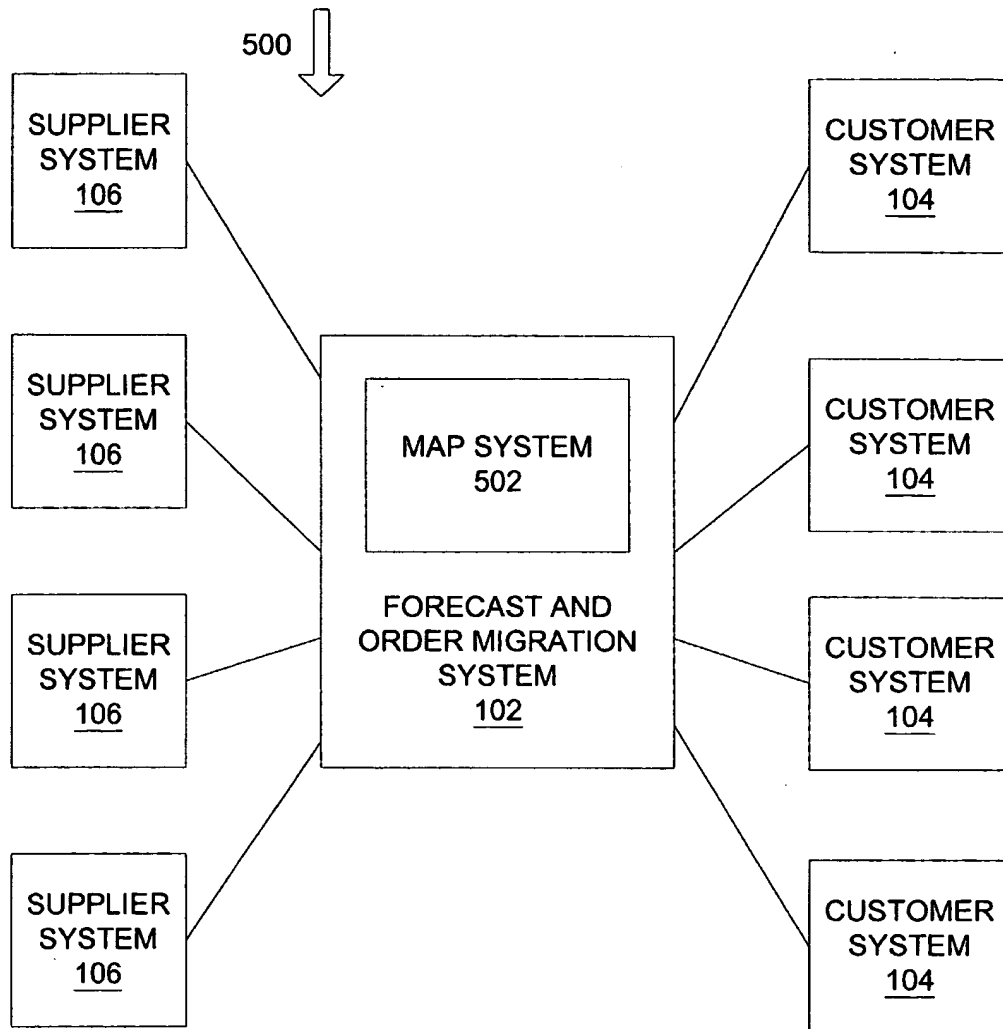 500
SUPPLIER
SYSTEM
106
SUPPLIER
SYSTEM
106
SUPPLIER
SYSTEM
106
SUPPLIER
SYSTEM
106
MAP SYSTEM
502
FORECAST AND
ORDER MIGRATION
SYSTEM
102
CUSTOMER
SYSTEM
104
CUSTOMER
SYSTEM
104
CUSTOMER
SYSTEM
104
CUSTOMER
SYSTEM
104